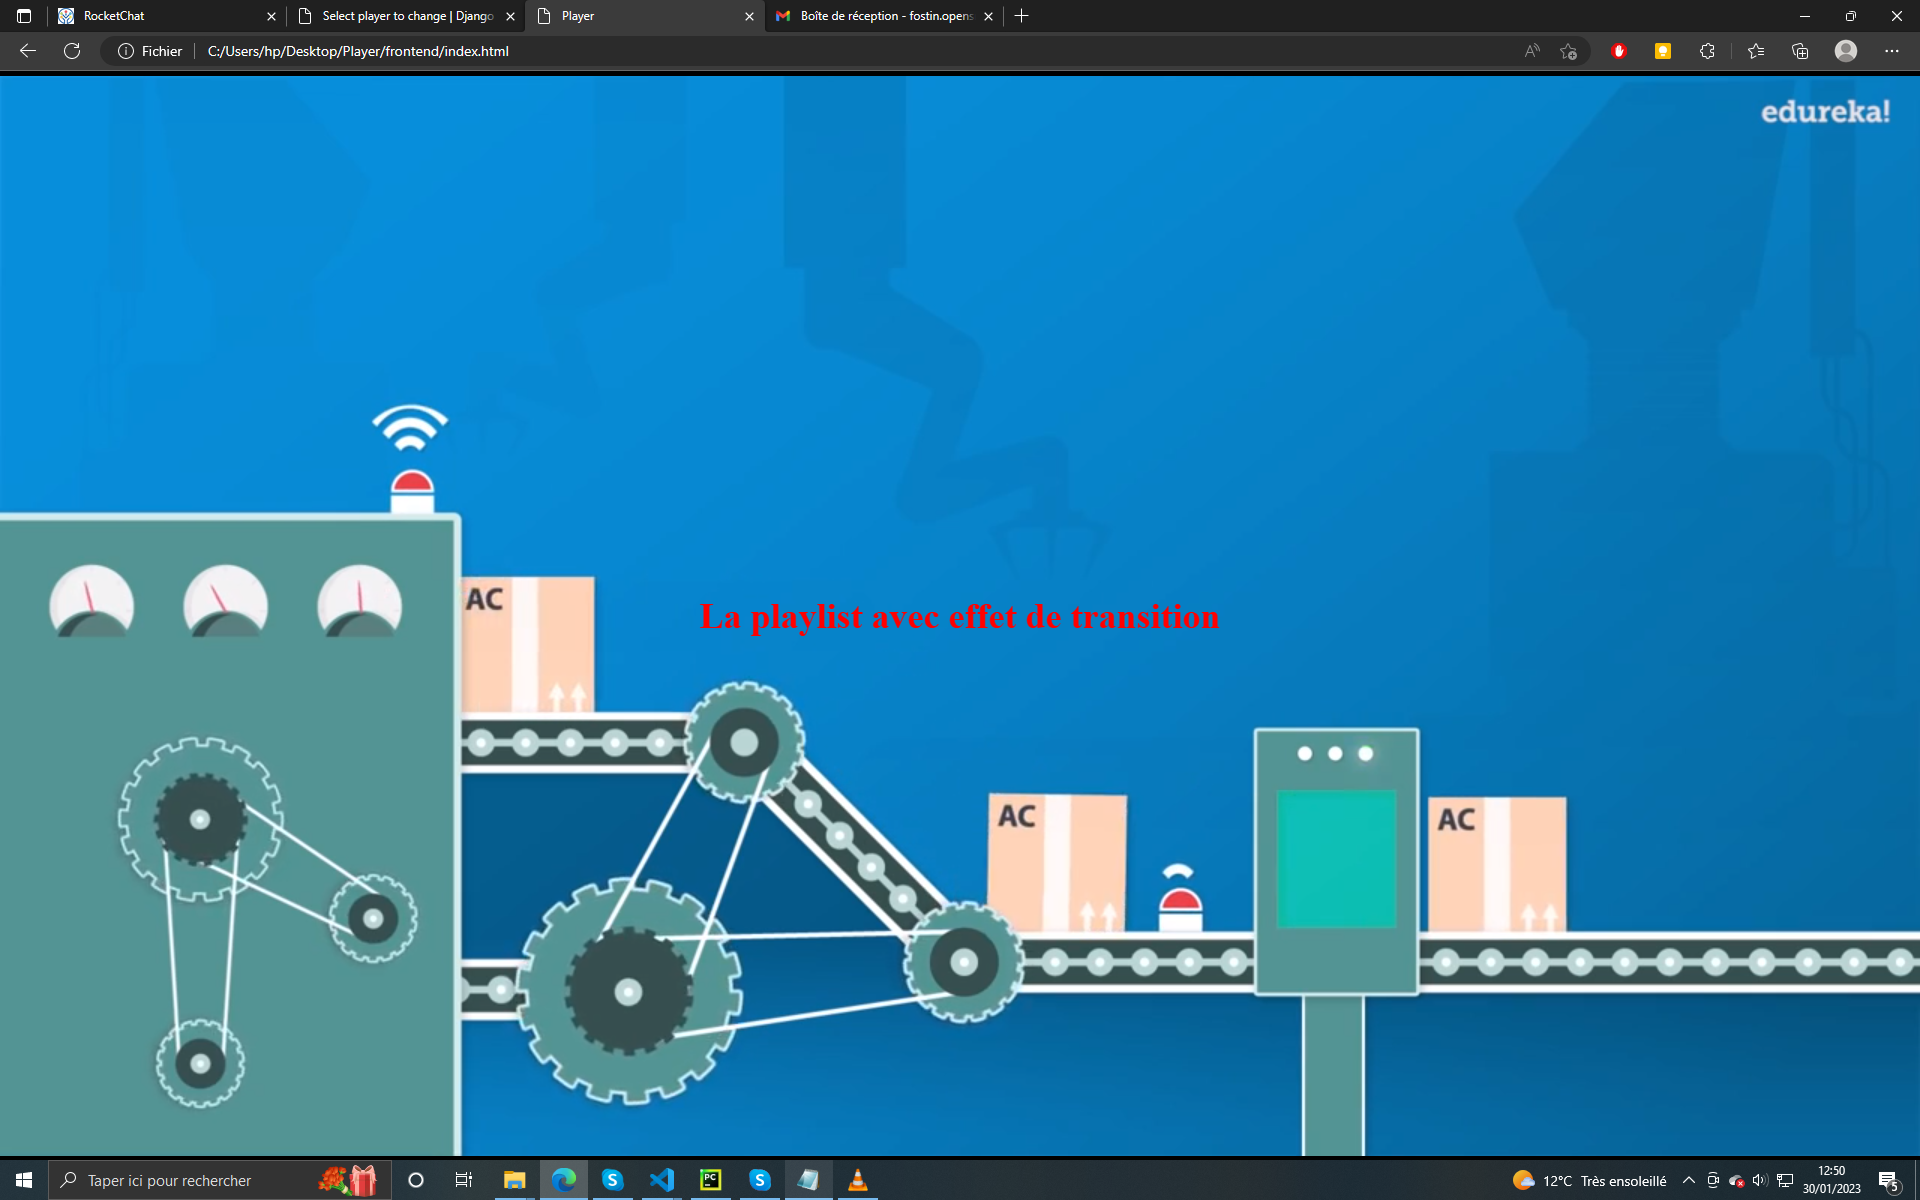 RocketChat
Select player to change | Django
Player
Boîte de réception - fostin.opens
Fichier
C:/Users/hp/Desktop/Player/frontend/index.html
edureka!
AC
La playlist avec effet de transition
AC
AC
Taper ici pour rechercher
PC
12°C Très ensoleillé
12:50
30/01/2023
5